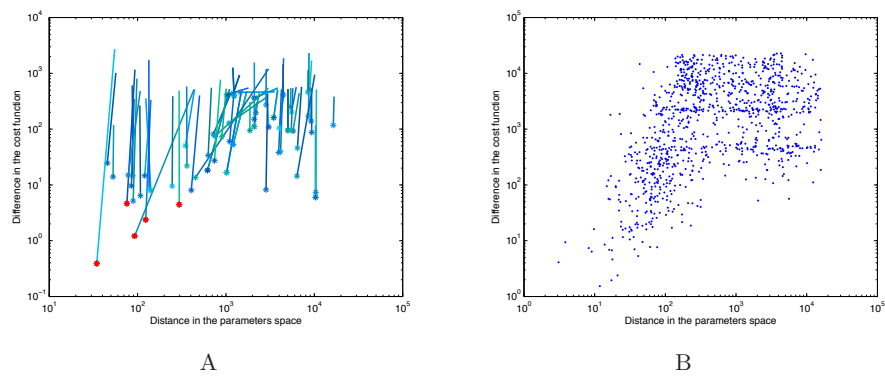 10^4
10^3
10^2
10^1
10^0
10^-1
Difference in the cost function
10^1 10^2 10^3 10^4 10^5
Distance in the parameters space
A
10^5
10^4
10^3
10^2
10^1
10^0
Difference in the cost function
10^0 10^1 10^2 10^3 10^4 10^5
Distance in the parameters space
B